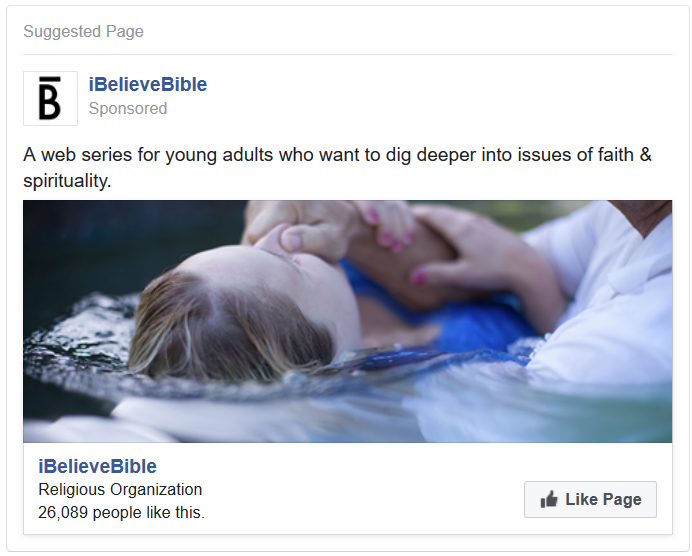 Suggested Page
B
iBelieveBible
Sponsored
A web series for young adults who want to dig deeper into issues of faith &
spirituality.
iBelieveBible
Religious Organization
26,089 people like this.
Like Page